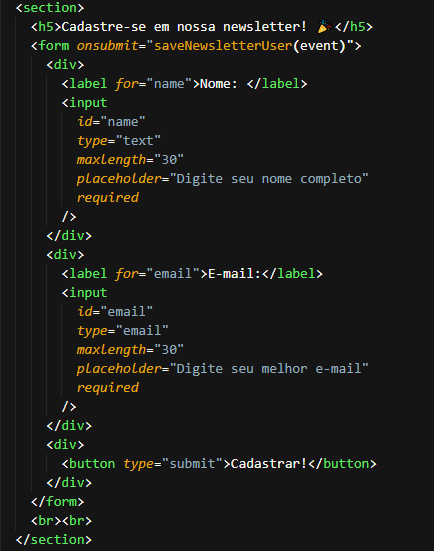 <section>
  <h5>Cadastre-se em nossa newsletter! 🎉</h5>
  <form onsubmit="saveNewsletterUser(event)">
    <div>
      <label for="name">Nome: </label>
      <input
        id="name"
        type="text"
        maxlength="30"
        placeholder="Digite seu nome completo"
        required
      />
    </div>
    <div>
      <label for="email">E-mail:</label>
      <input
        id="email"
        type="email"
        maxlength="30"
        placeholder="Digite seu melhor e-mail"
        required
      />
    </div>
    <div>
      <button type="submit">Cadastrar!</button>
    </div>
  </form>
  <br><br>
</section>